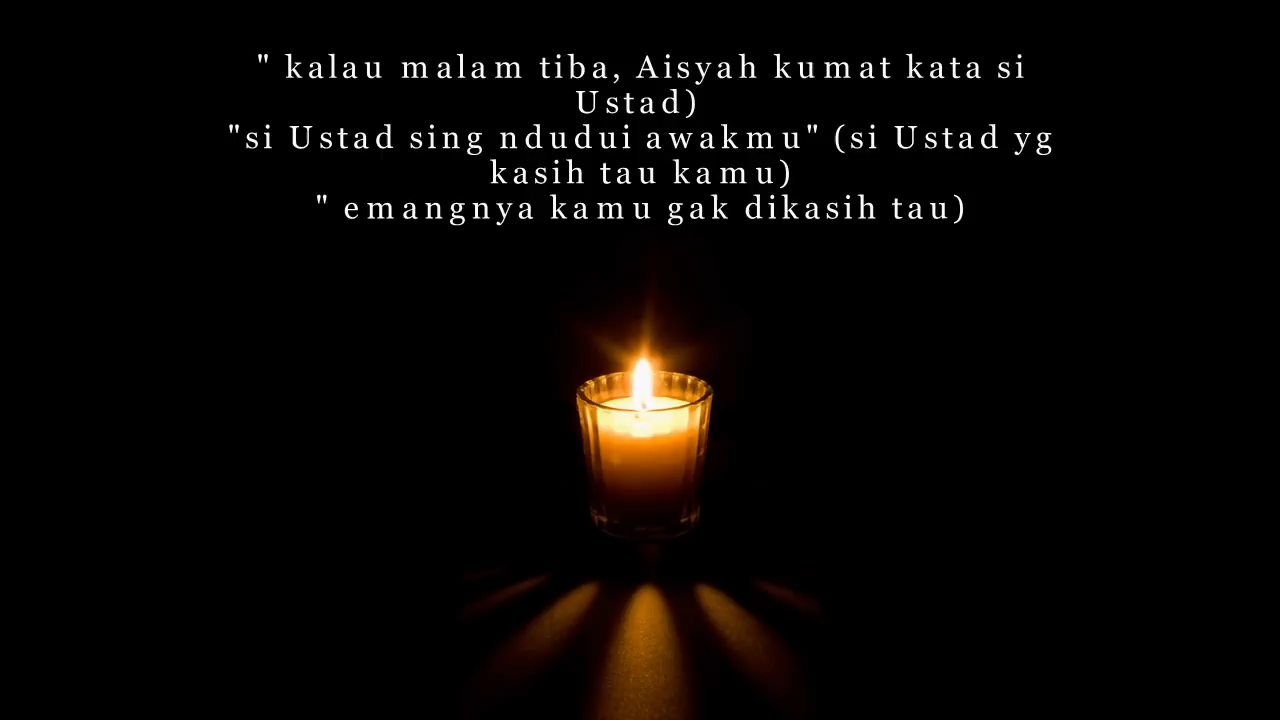 " kalau malam tiba, Aisyah kumat kata si
Ustad)
"si Ustad sing ndudui awakmu" (si Ustad yg
kasih tau kamu)
" emangnya kamu gak dikasih tau)